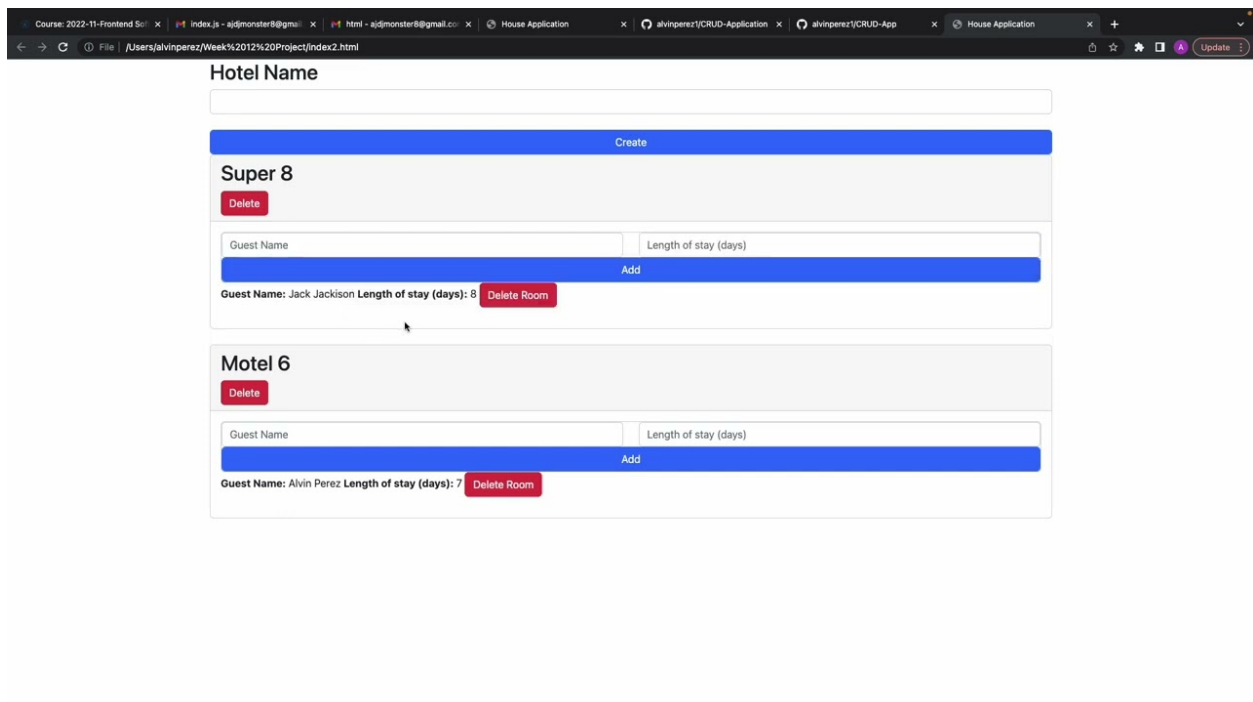 Course: 2022-11-Frontend Sof
index.js - ajdjmonster8@gmai
html - ajdjmonster8@gmail.co
House Application
alvinperez1/CRUD-Application
alvinperez1/CRUD-App
House Application
File | /Users/alvinperez/Week%2012%20Project/index2.html
A
Update
Hotel Name
Create
Super 8
Delete
Guest Name Length of stay (days)
Add
Guest Name: Jack Jackison Length of stay (days): 8 Delete Room
Motel 6
Delete
Guest Name Length of stay (days)
Add
Guest Name: Alvin Perez Length of stay (days): 7 Delete Room